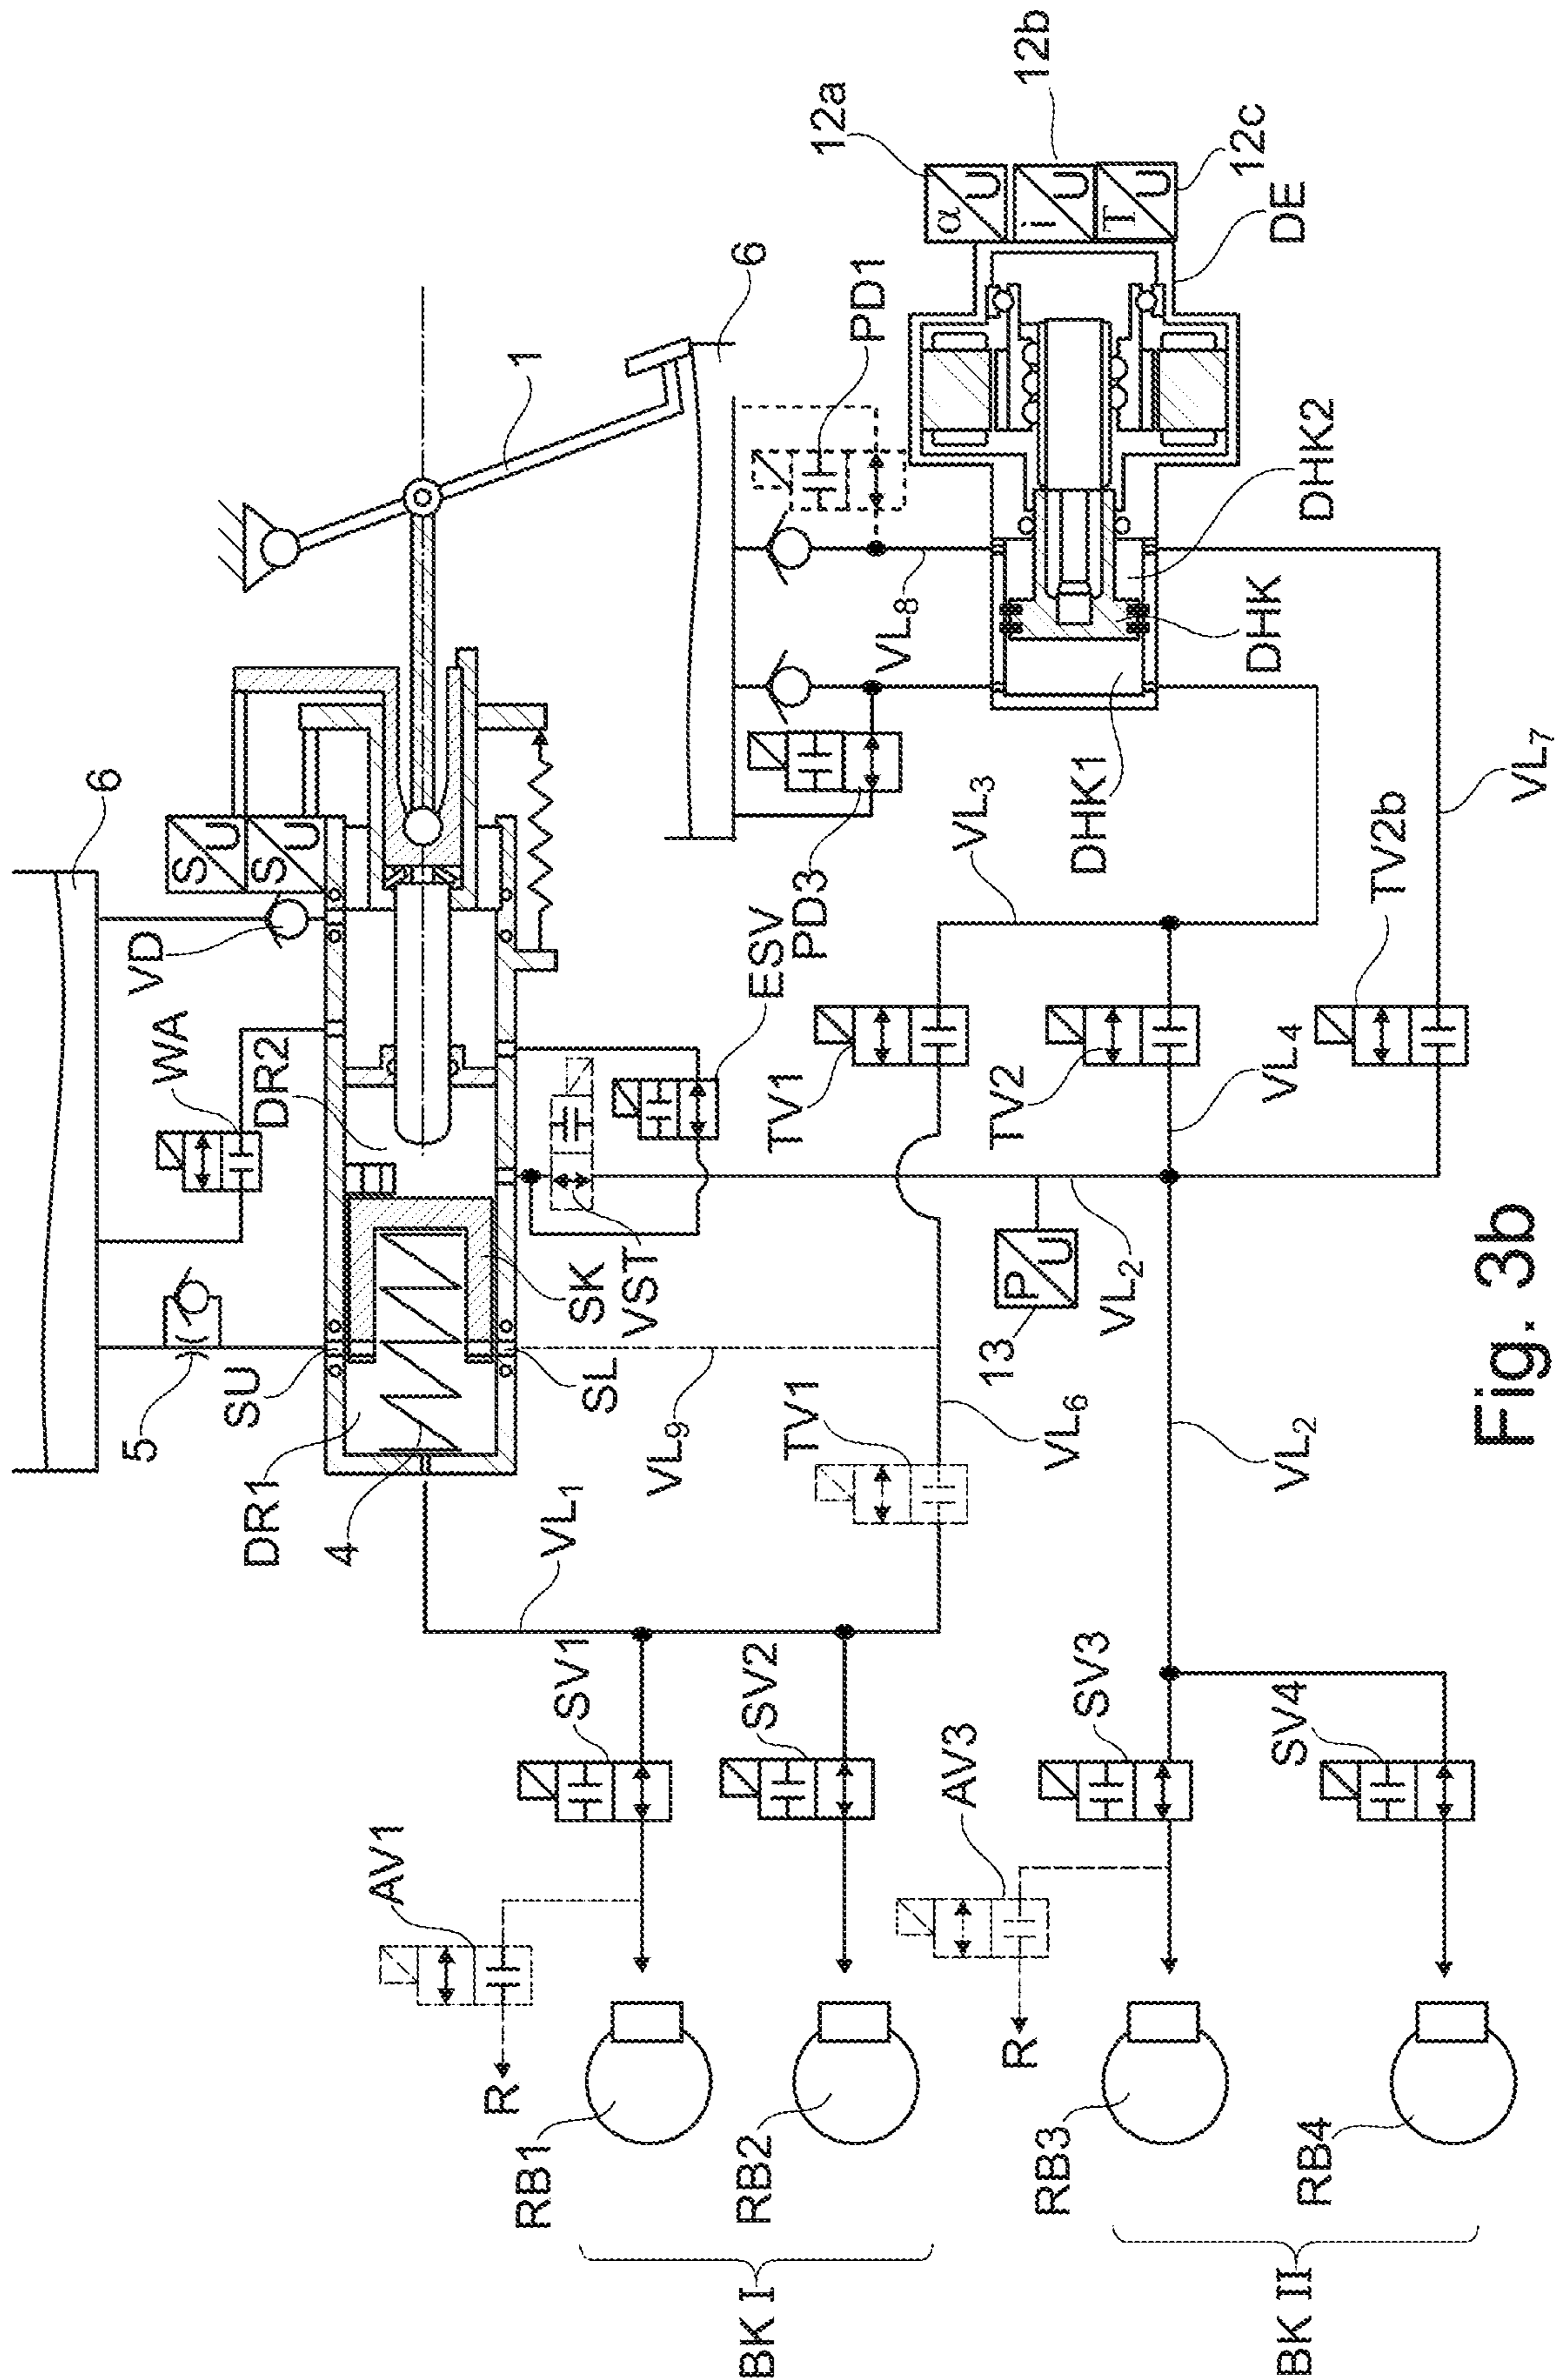 6
5
WA
VD
S
U
S
U
DR1
SU
DR2
4
SL
SK
VST
ESV
1
6
PD3
PD1
VL8
12a
12b
12c
α
U
i
U
T
U
DE
DHK1
DHK
DHK2
VL1
VL9
VL3
TV1
TV1
TV2
TV2b
VL4
VL7
VL6
13
P
U
VL2
VL2
AV1
R
SV1
SV2
AV3
R
SV3
SV4
RB1
RB2
RB3
RB4
BK I
BK II
Fig. 3b